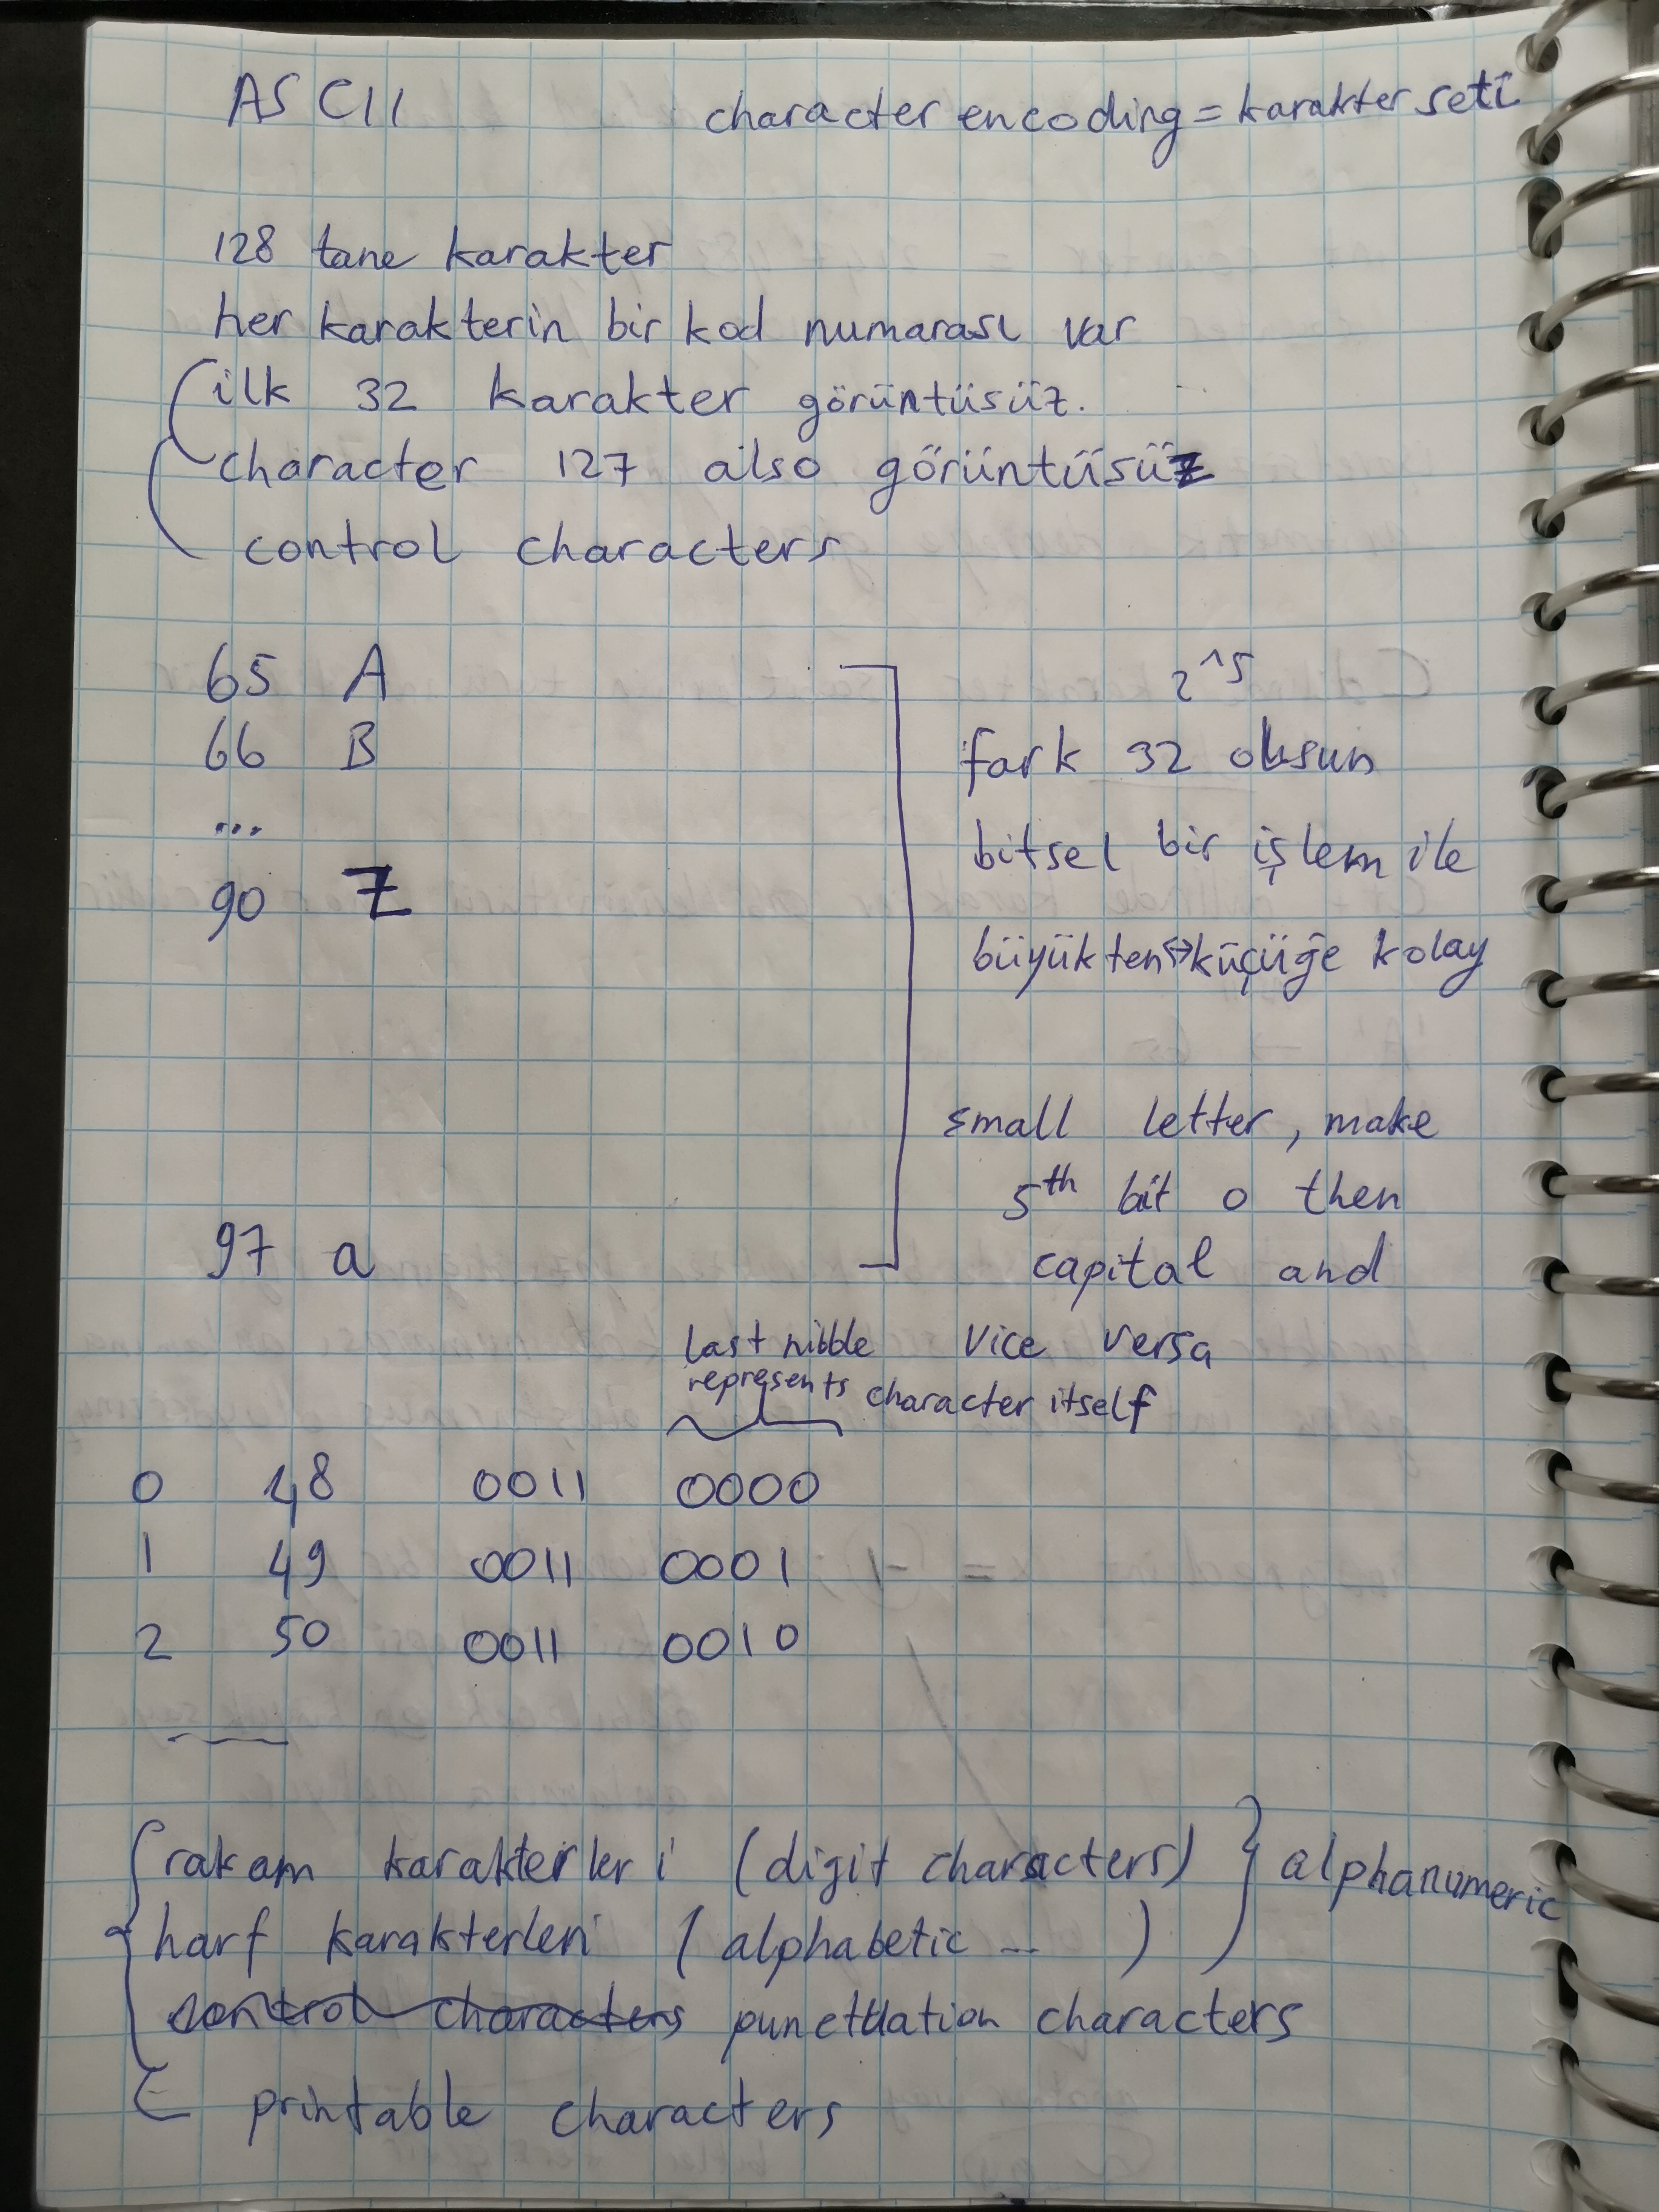 ASCII character encoding = karakter seti
128 tane karakter
her karakterin bir kod numarası var
ilk 32 karakter görüntüsüz.
character 127 also görüntüsüz
control characters
65 A
66 B
...
90 Z
97 a
2^5
fark 32 olsun
bitsel bir işlem ile
büyükten↔küçüğe kolay
small letter, make
5th bit 0 then
capital and
vice versa
last nibble
represents character itself
0 48 0011 0000
1 49 0011 0001
2 50 0011 0010
rakam karakterleri (digit characters) } alphanumeric
harf karakterleri (alphabetic ... )
control characters punctuation characters
printable characters